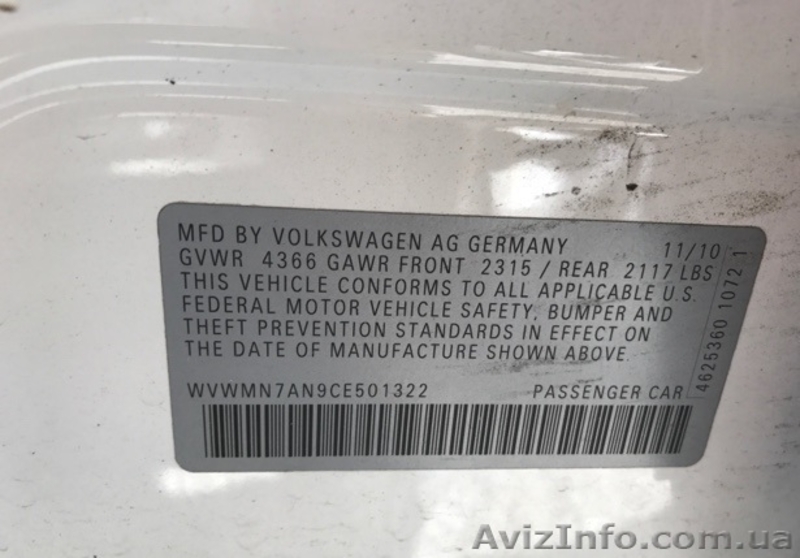 MFD BY VOLKSWAGEN AG GERMANY 11/10
GVWR 4366 GAWR FRONT 2315 / REAR 2117 LBS
THIS VEHICLE CONFORMS TO ALL APPLICABLE U.S.
FEDERAL MOTOR VEHICLE SAFETY, BUMPER AND
THEFT PREVENTION STANDARDS IN EFFECT ON
THE DATE OF MANUFACTURE SHOWN ABOVE.
WVWMN7AN9CE501322 PASSENGER CAR
4625360 1072 1
AvizInfo.com.ua